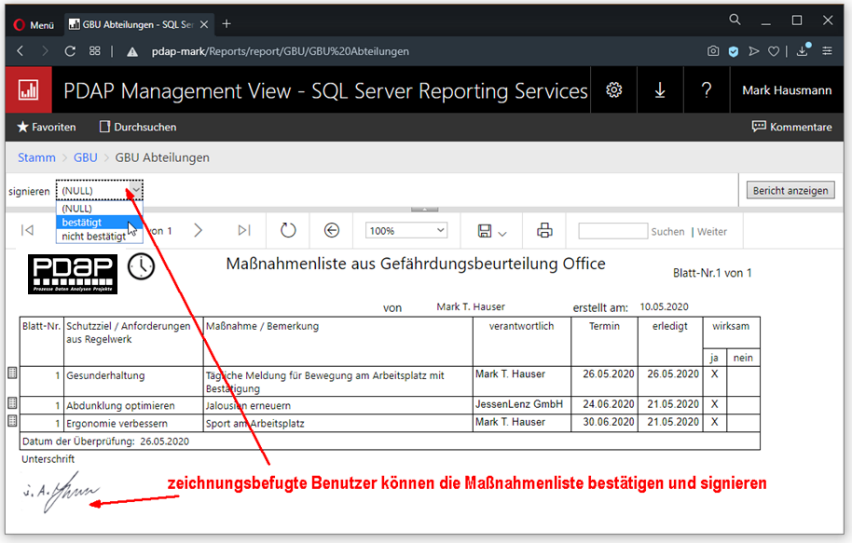 Menü GBU Abteilungen - SQL Ser
pdap-mark/Reports/report/GBU/GBU%20Abteilungen
PDAP Management View - SQL Server Reporting Services ? Mark Hausmann
Favoriten Durchsuchen Kommentare
Stamm > GBU > GBU Abteilungen
signieren (NULL) Bericht anzeigen
(NULL)
bestätigt
nicht bestätigt
von 1 100% Suchen | Weiter
PDAP
Prozesse Daten Analysen Projekte
Maßnahmenliste aus Gefährdungsbeurteilung Office
Blatt-Nr.1 von 1
von Mark T. Hauser erstellt am: 10.05.2020
Blatt-Nr. Schutzziel / Anforderungen aus Regelwerk Maßnahme / Bemerkung verantwortlich Termin erledigt wirksam
ja nein
1 Gesunderhaltung Tägliche Meldung für Bewegung am Arbeitsplatz mit Bestätigung Mark T. Hauser 26.05.2020 26.05.2020 X
1 Abdunklung optimieren Jalousien erneuern JessenLenz GmbH 24.06.2020 21.05.2020 X
1 Ergonomie verbessern Sport am Arbeitsplatz Mark T. Hauser 30.06.2020 21.05.2020 X
Datum der Überprüfung: 26.05.2020
Unterschrift
zeichnungsbefugte Benutzer können die Maßnahmenliste bestätigen und signieren
i. A.